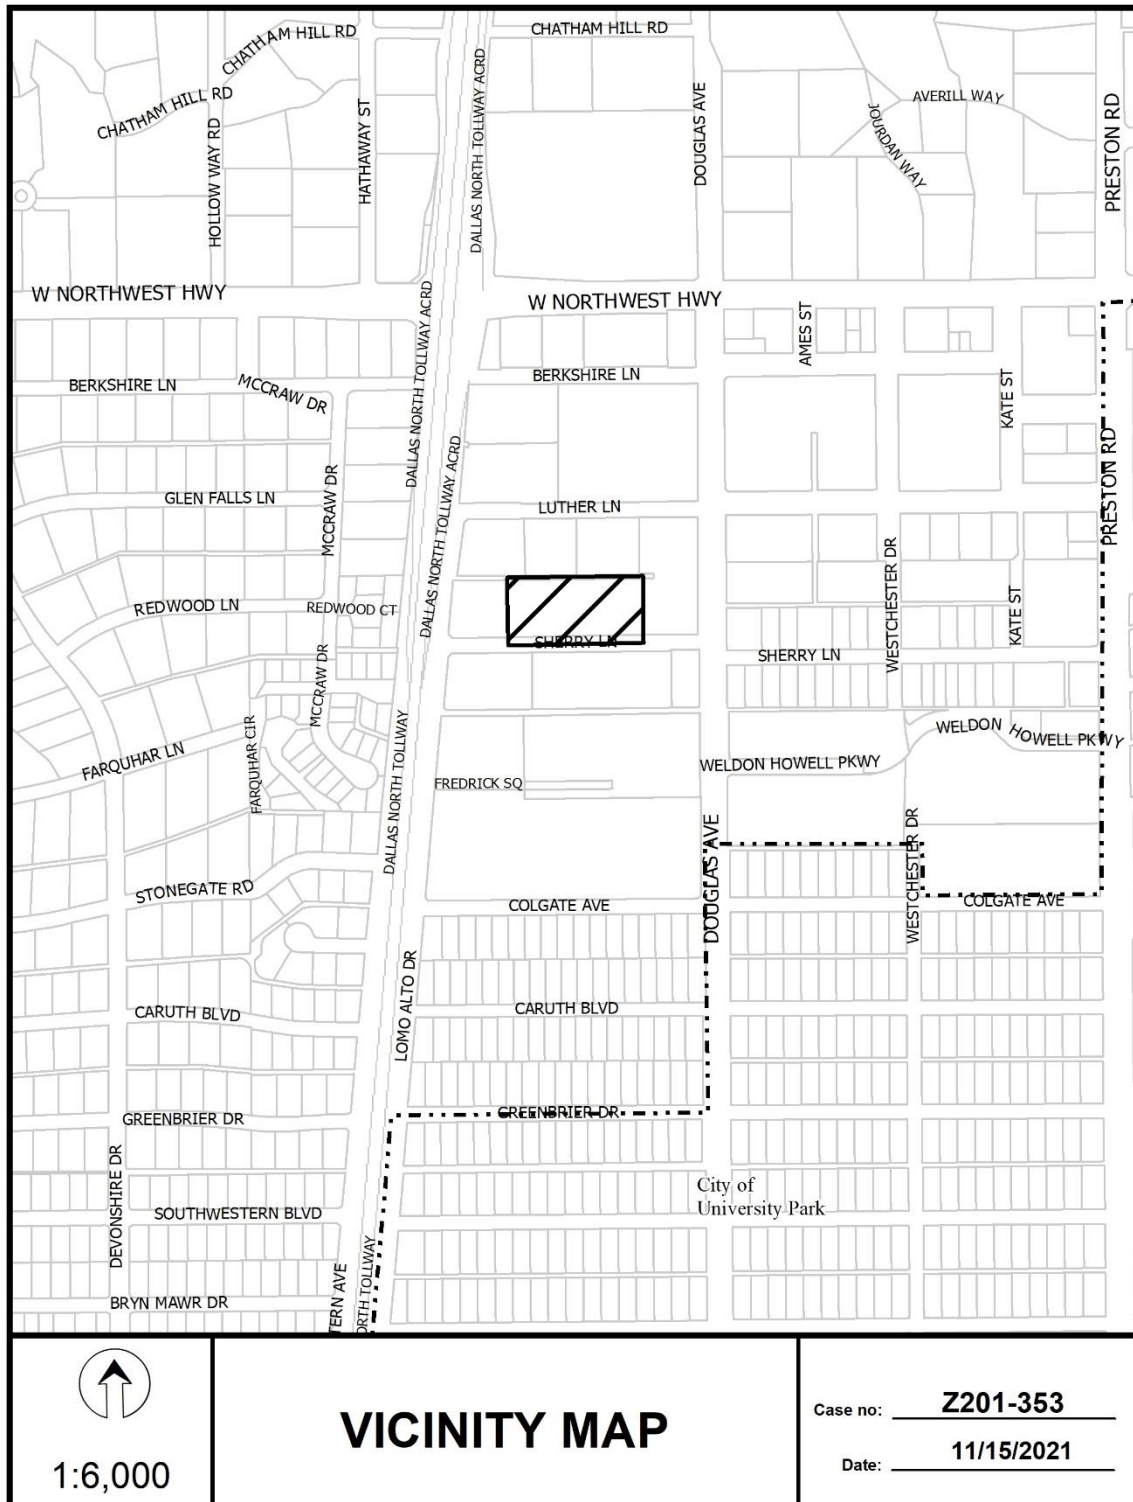 CHATHAM HILL RD
CHATHAM HILL RD
CHATHAM HILL RD
AVERILL WAY
JOURDAN WAY
HOLLOW WAY RD
HATHAWAY ST
DALLAS NORTH TOLLWAY ACRD
DOUGLAS AVE
PRESTON RD
W NORTHWEST HWY
W NORTHWEST HWY
AMES ST
BERKSHIRE LN
MCCRAW DR
DALLAS NORTH TOLLWAY ACRD
BERKSHIRE LN
KATE ST
GLEN FALLS LN
MCCRAW DR
DALLAS NORTH TOLLWAY ACRD
LUTHER LN
PRESTON RD
REDWOOD LN
REDWOOD CT
WESTCHESTER DR
KATE ST
SHERRY LN
SHERRY LN
MCCRAW DR
FARQUHAR LN
FARQUHAR CIR
DALLAS NORTH TOLLWAY
FREDRICK SQ
WELDON HOWELL PKWY
WELDON HOWELL PKWY
STONEGATE RD
DOUGLAS AVE
WESTCHESTER DR
COLGATE AVE
COLGATE AVE
CARUTH BLVD
LOMO ALTO DR
CARUTH BLVD
GREENBRIER DR
GREENBRIER DR
DEVONSHIRE DR
SOUTHWESTERN BLVD
City of
University Park
BRYN MAWR DR
TERN AVE
ORTH TOLLWAY
1:6,000
VICINITY MAP
Case no: Z201-353
Date: 11/15/2021